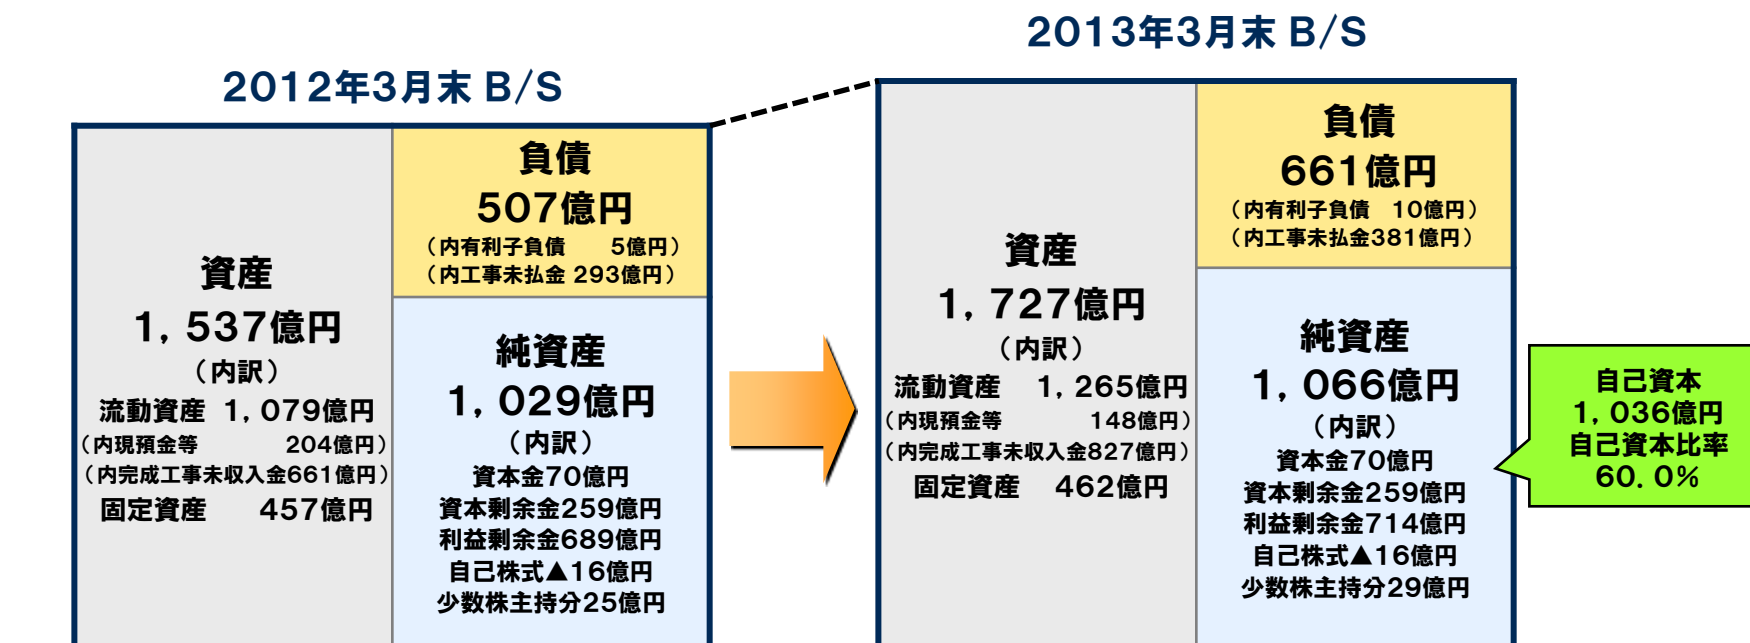 2012年3月末 B/S
資産
1，537億円
（内訳）
流動資産 1，079億円
（内現預金等 204億円）
（内完成工事未収入金661億円）
固定資産 457億円
負債
507億円
（内有利子負債 5億円）
（内工事未払金 293億円）
純資産
1，029億円
（内訳）
資本金70億円
資本剰余金259億円
利益剰余金689億円
自己株式▲16億円
少数株主持分25億円
2013年3月末 B/S
資産
1，727億円
（内訳）
流動資産 1，265億円
（内現預金等 148億円）
（内完成工事未収入金827億円）
固定資産 462億円
負債
661億円
（内有利子負債 10億円）
（内工事未払金381億円）
純資産
1，066億円
（内訳）
資本金70億円
資本剰余金259億円
利益剰余金714億円
自己株式▲16億円
少数株主持分29億円
自己資本
1，036億円
自己資本比率
60．0%